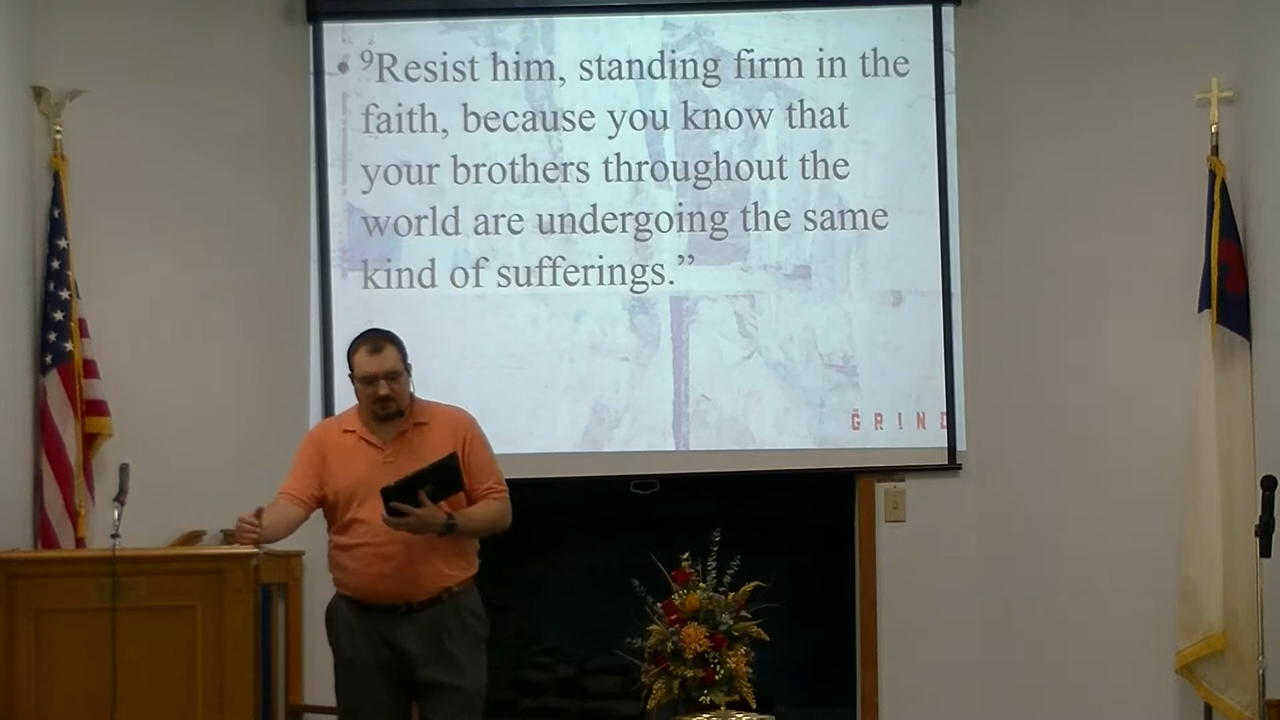 • ⁹Resist him, standing firm in the
faith, because you know that
your brothers throughout the
world are undergoing the same
kind of sufferings.”
GRIND